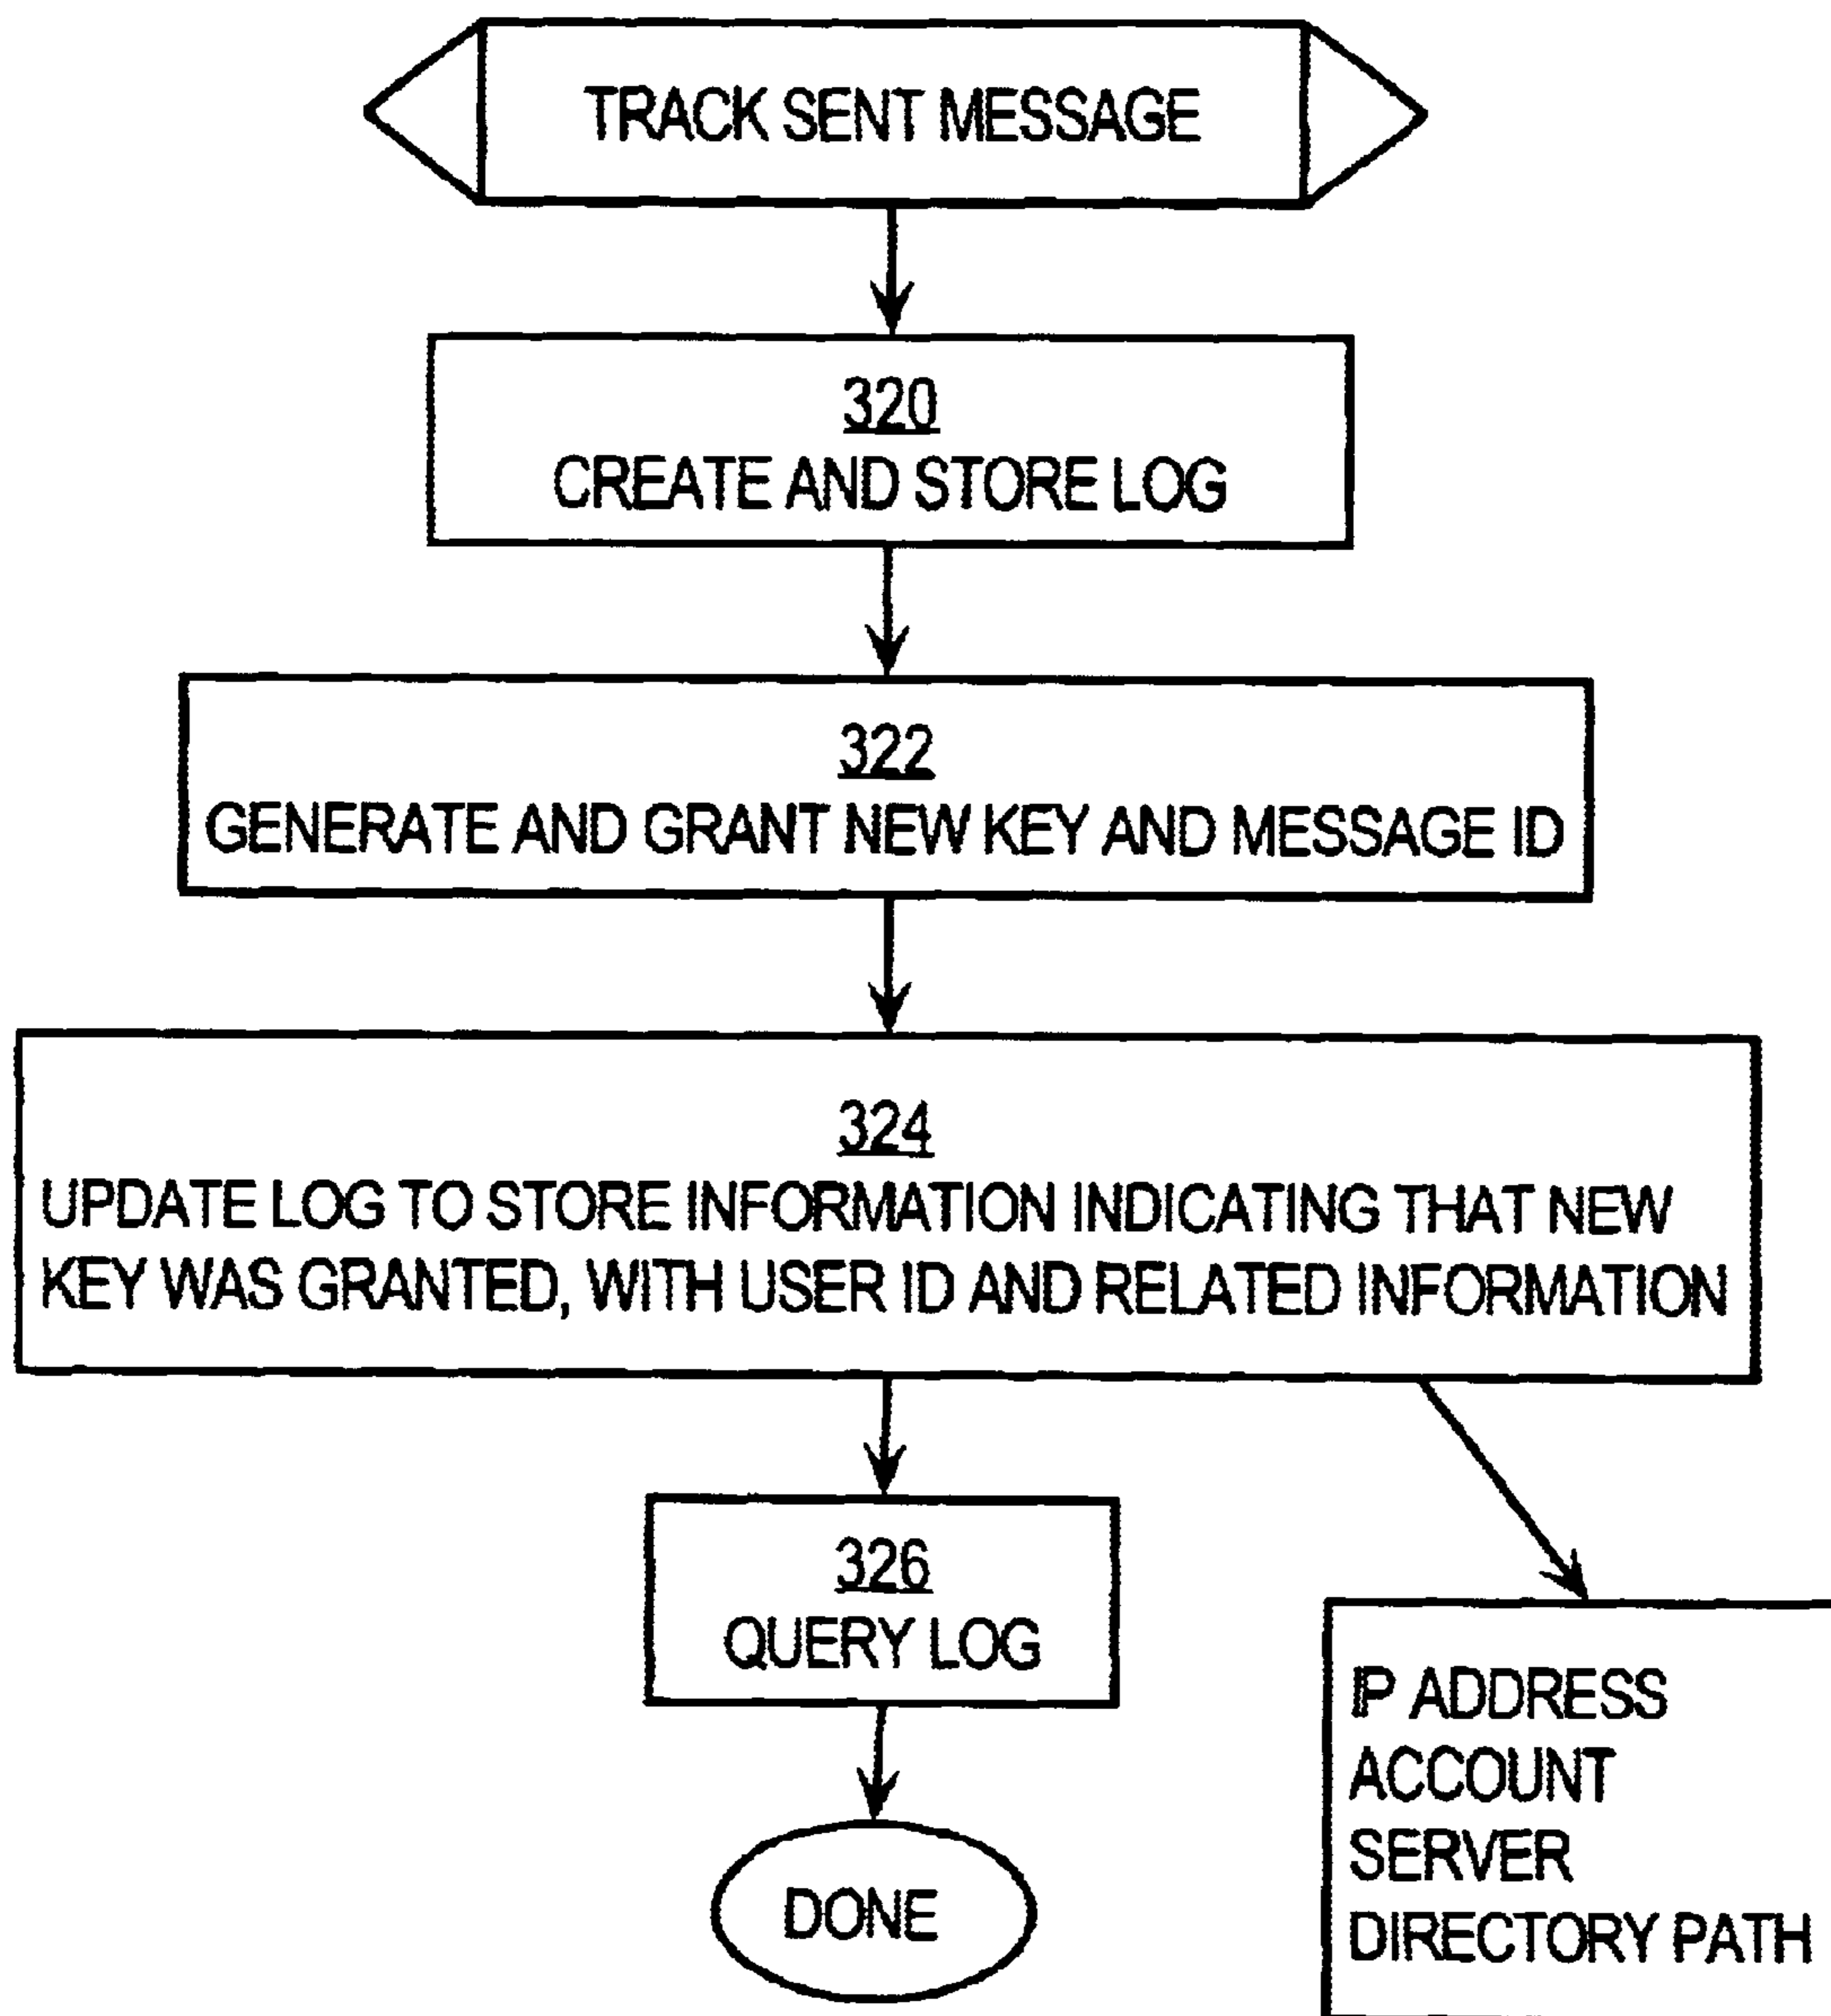 TRACK SENT MESSAGE
320
CREATE AND STORE LOG
322
GENERATE AND GRANT NEW KEY AND MESSAGE ID
324
UPDATE LOG TO STORE INFORMATION INDICATING THAT NEW
KEY WAS GRANTED, WITH USER ID AND RELATED INFORMATION
326
QUERY LOG
DONE
IP ADDRESS
ACCOUNT
SERVER
DIRECTORY PATH